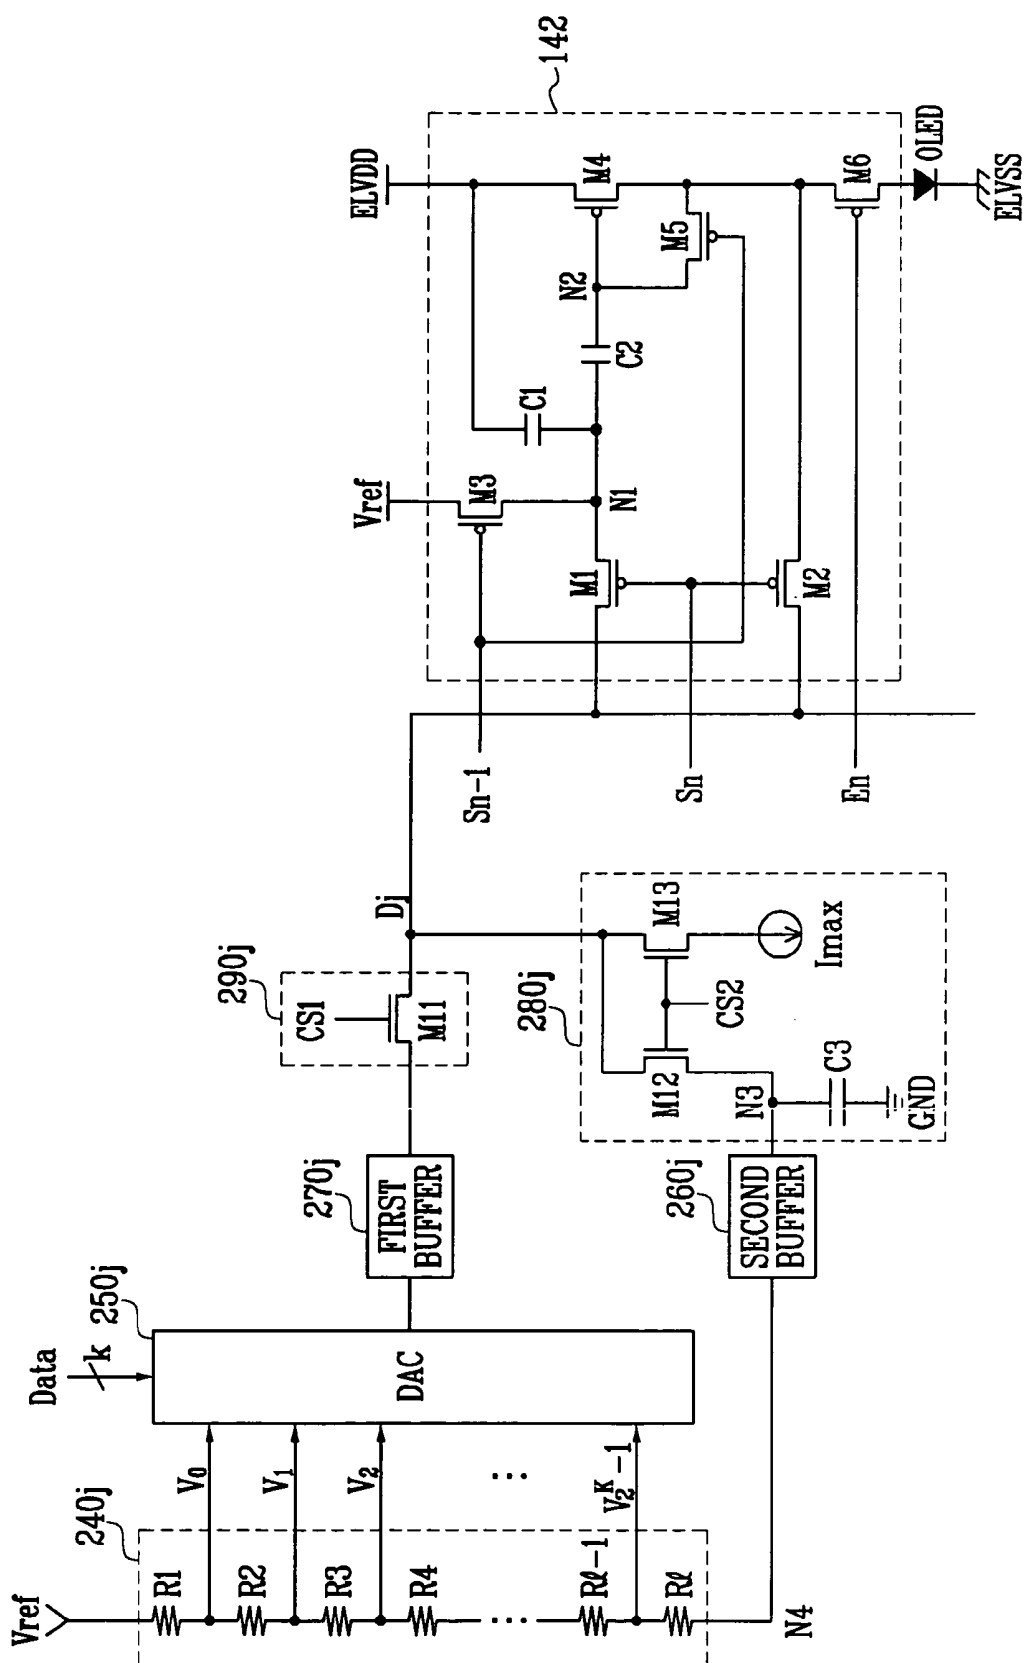 Vref
240j
R1
R2
R3
R4
...
Rℓ-1
Rℓ
N4
V0
V1
V2
...
V2^K-1
Data
k
250j
DAC
270j
FIRST
BUFFER
260j
SECOND
BUFFER
290j
CS1
M11
Dj
280j
M12
M13
CS2
Imax
N3
C3
GND
Sn-1
Sn
En
142
Vref
ELVDD
M3
C1
N1
C2
N2
M4
M5
M1
M2
M6
OLED
ELVSS